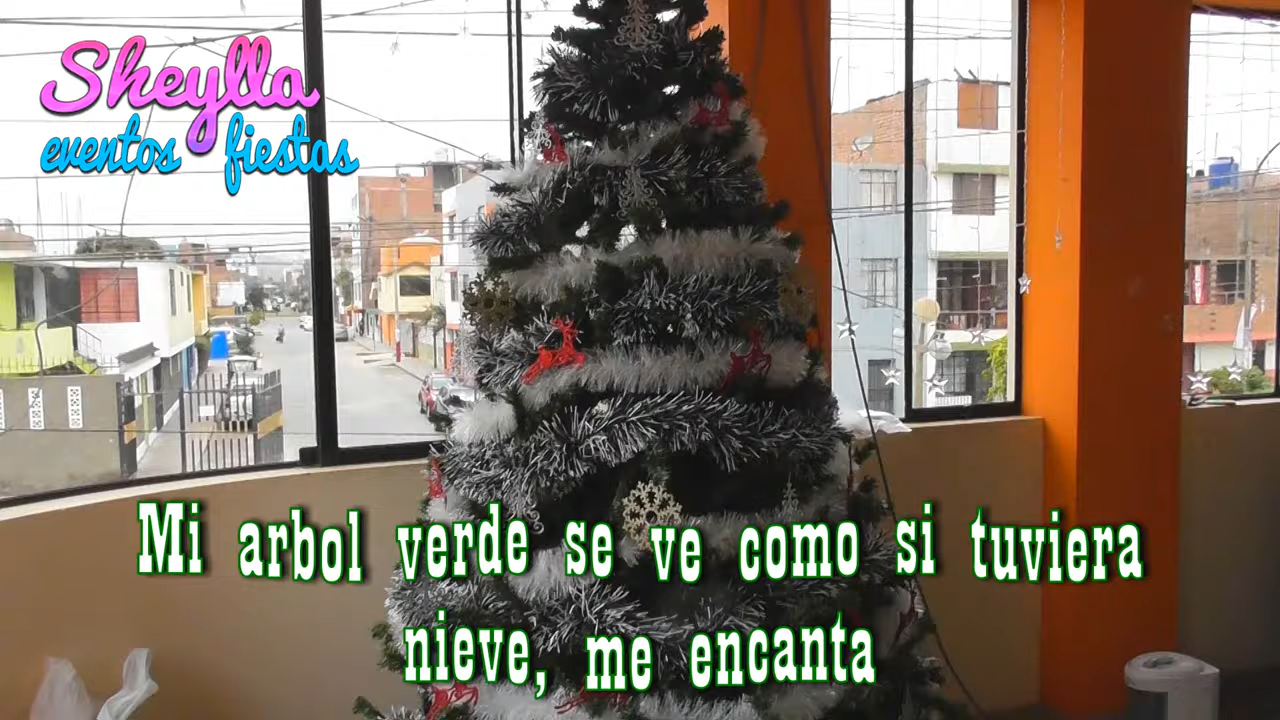 Sheylla
eventos fiestas
Mi arbol verde se ve como si tuviera
nieve, me encanta